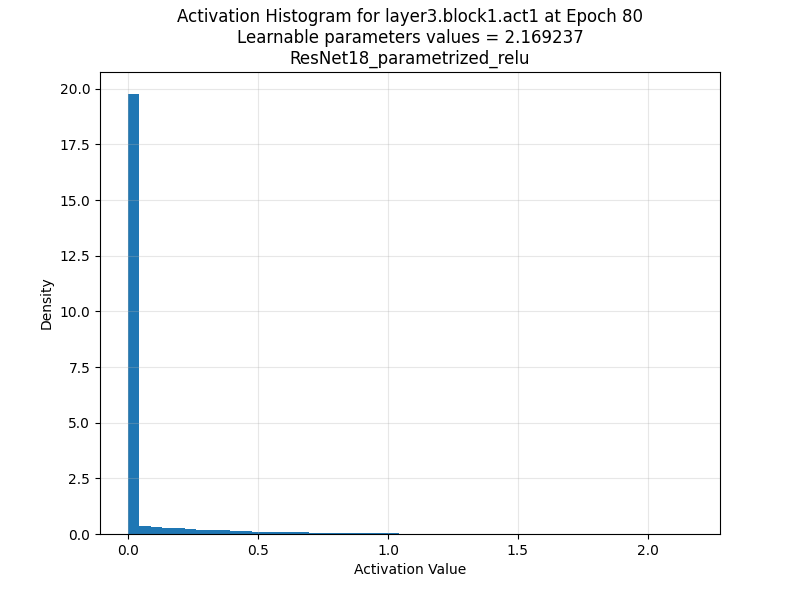 Activation Histogram for layer3.block1.act1 at Epoch 80
Learnable parameters values = 2.169237
ResNet18_parametrized_relu
20.0
17.5
15.0
12.5
10.0
7.5
5.0
2.5
0.0
Density
0.0 0.5 1.0 1.5 2.0
Activation Value